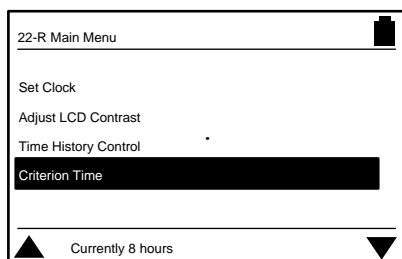 22-R Main Menu
Set Clock
Adjust LCD Contrast
Time History Control
Criterion Time
Currently 8 hours